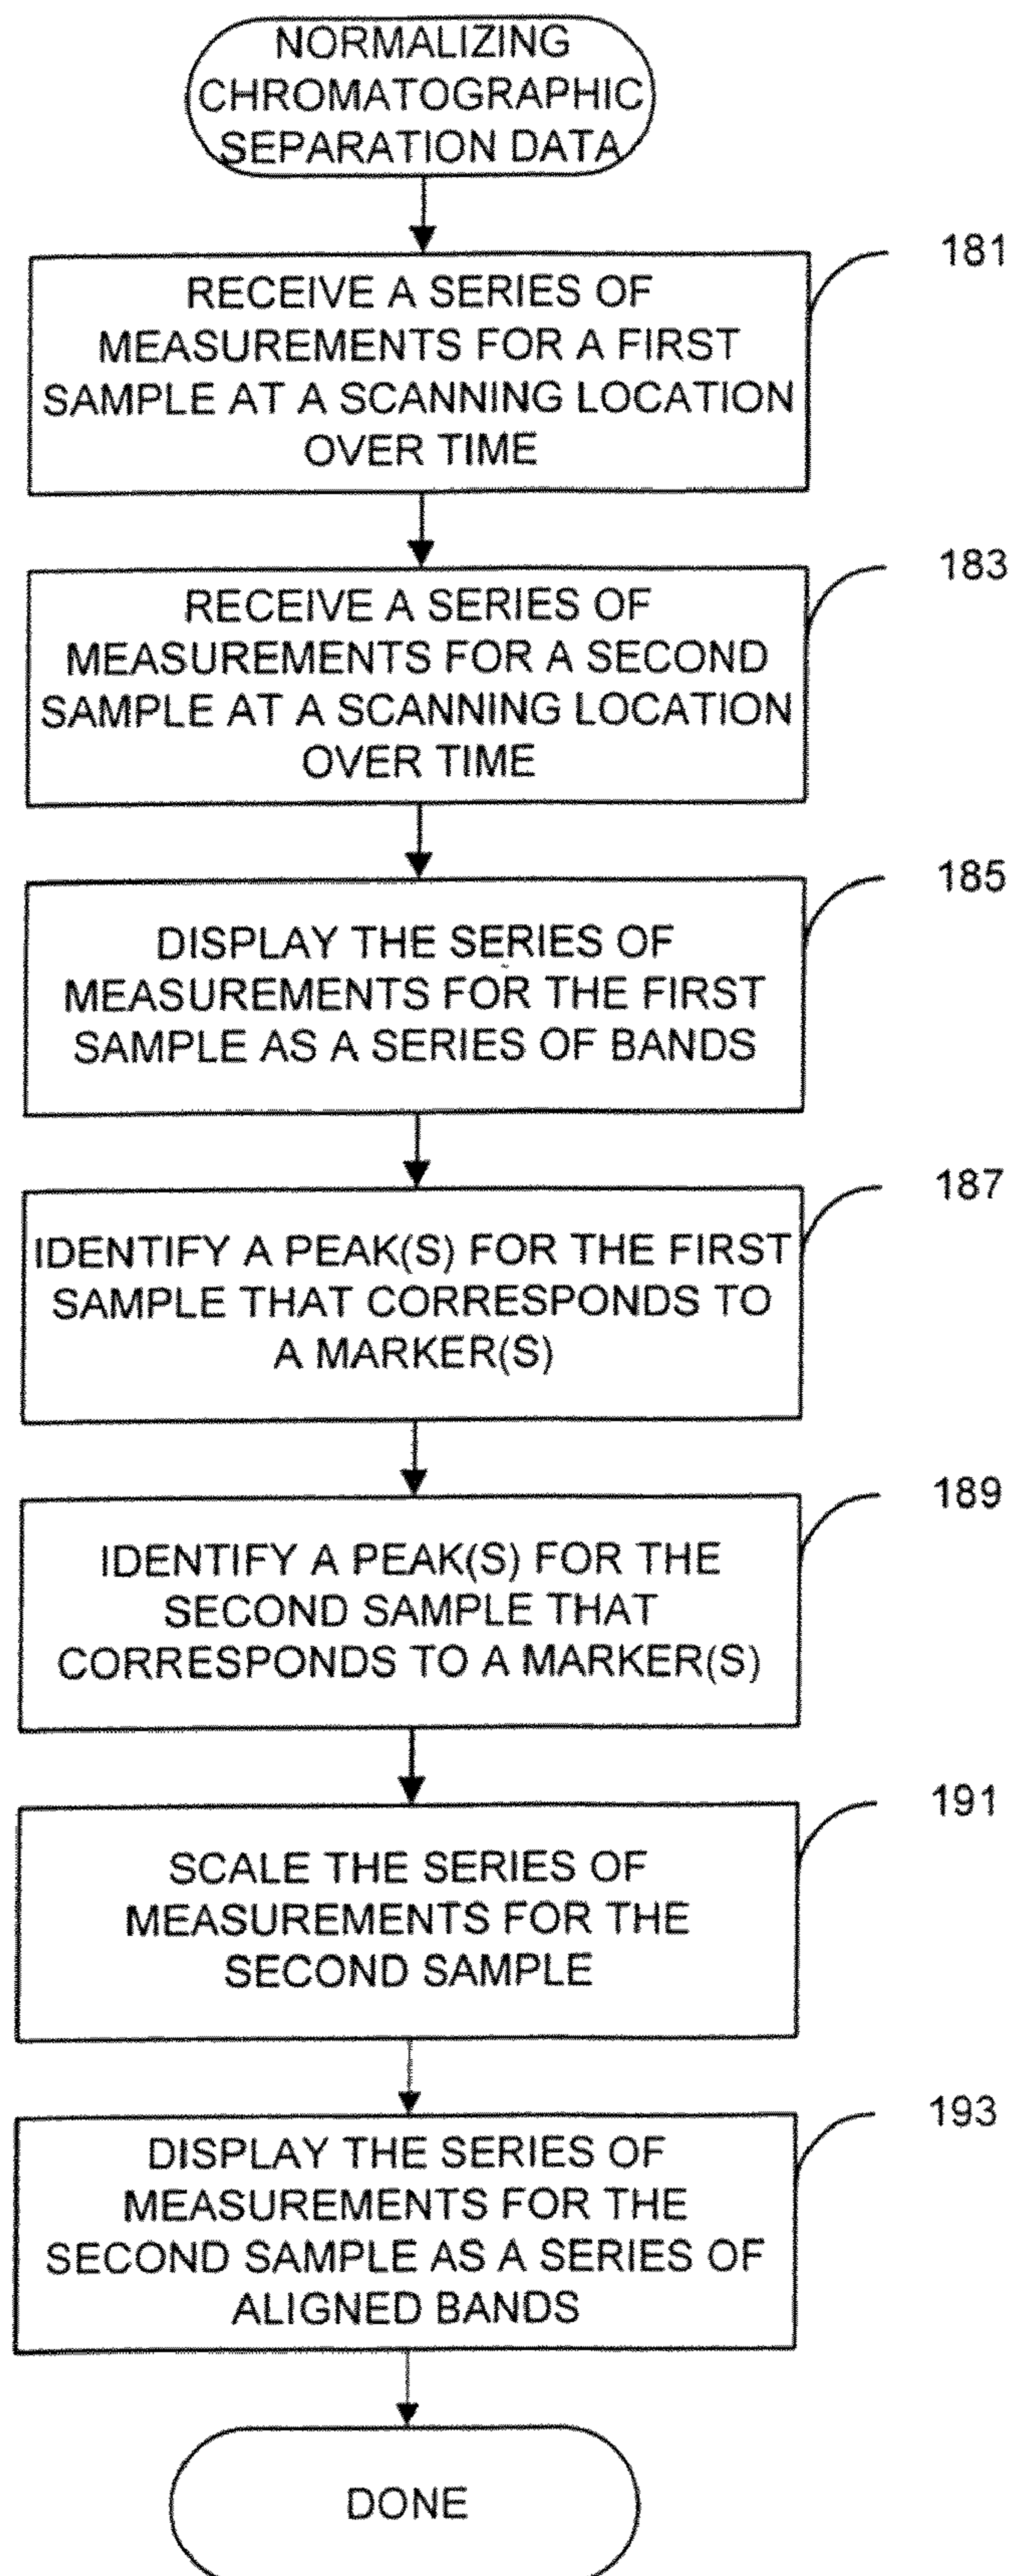 NORMALIZING
CHROMATOGRAPHIC
SEPARATION DATA
181
RECEIVE A SERIES OF
MEASUREMENTS FOR A FIRST
SAMPLE AT A SCANNING LOCATION
OVER TIME
183
RECEIVE A SERIES OF
MEASUREMENTS FOR A SECOND
SAMPLE AT A SCANNING LOCATION
OVER TIME
185
DISPLAY THE SERIES OF
MEASUREMENTS FOR THE FIRST
SAMPLE AS A SERIES OF BANDS
187
IDENTIFY A PEAK(S) FOR THE FIRST
SAMPLE THAT CORRESPONDS TO
A MARKER(S)
189
IDENTIFY A PEAK(S) FOR THE
SECOND SAMPLE THAT
CORRESPONDS TO A MARKER(S)
191
SCALE THE SERIES OF
MEASUREMENTS FOR THE
SECOND SAMPLE
193
DISPLAY THE SERIES OF
MEASUREMENTS FOR THE
SECOND SAMPLE AS A SERIES OF
ALIGNED BANDS
DONE